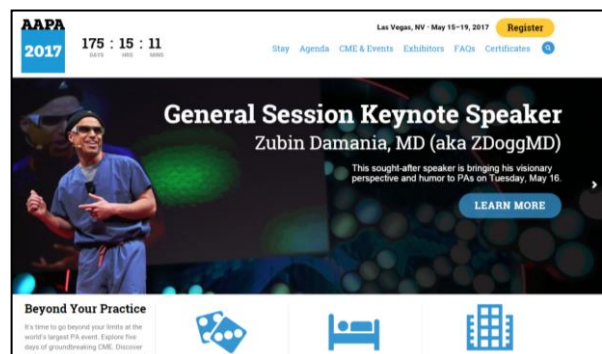 AAPA
2017
175 : 15 : 11
DAYS HRS MINS
Las Vegas, NV · May 15–19, 2017
Register
Stay Agenda CME & Events Exhibitors FAQs Certificates
General Session Keynote Speaker
Zubin Damania, MD (aka ZDoggMD)
This sought-after speaker is bringing his visionary
perspective and humor to PAs on Tuesday, May 16.
LEARN MORE
Beyond Your Practice
It's time to go beyond your limits at the
world's largest PA event. Explore five
days of groundbreaking CME. Discover